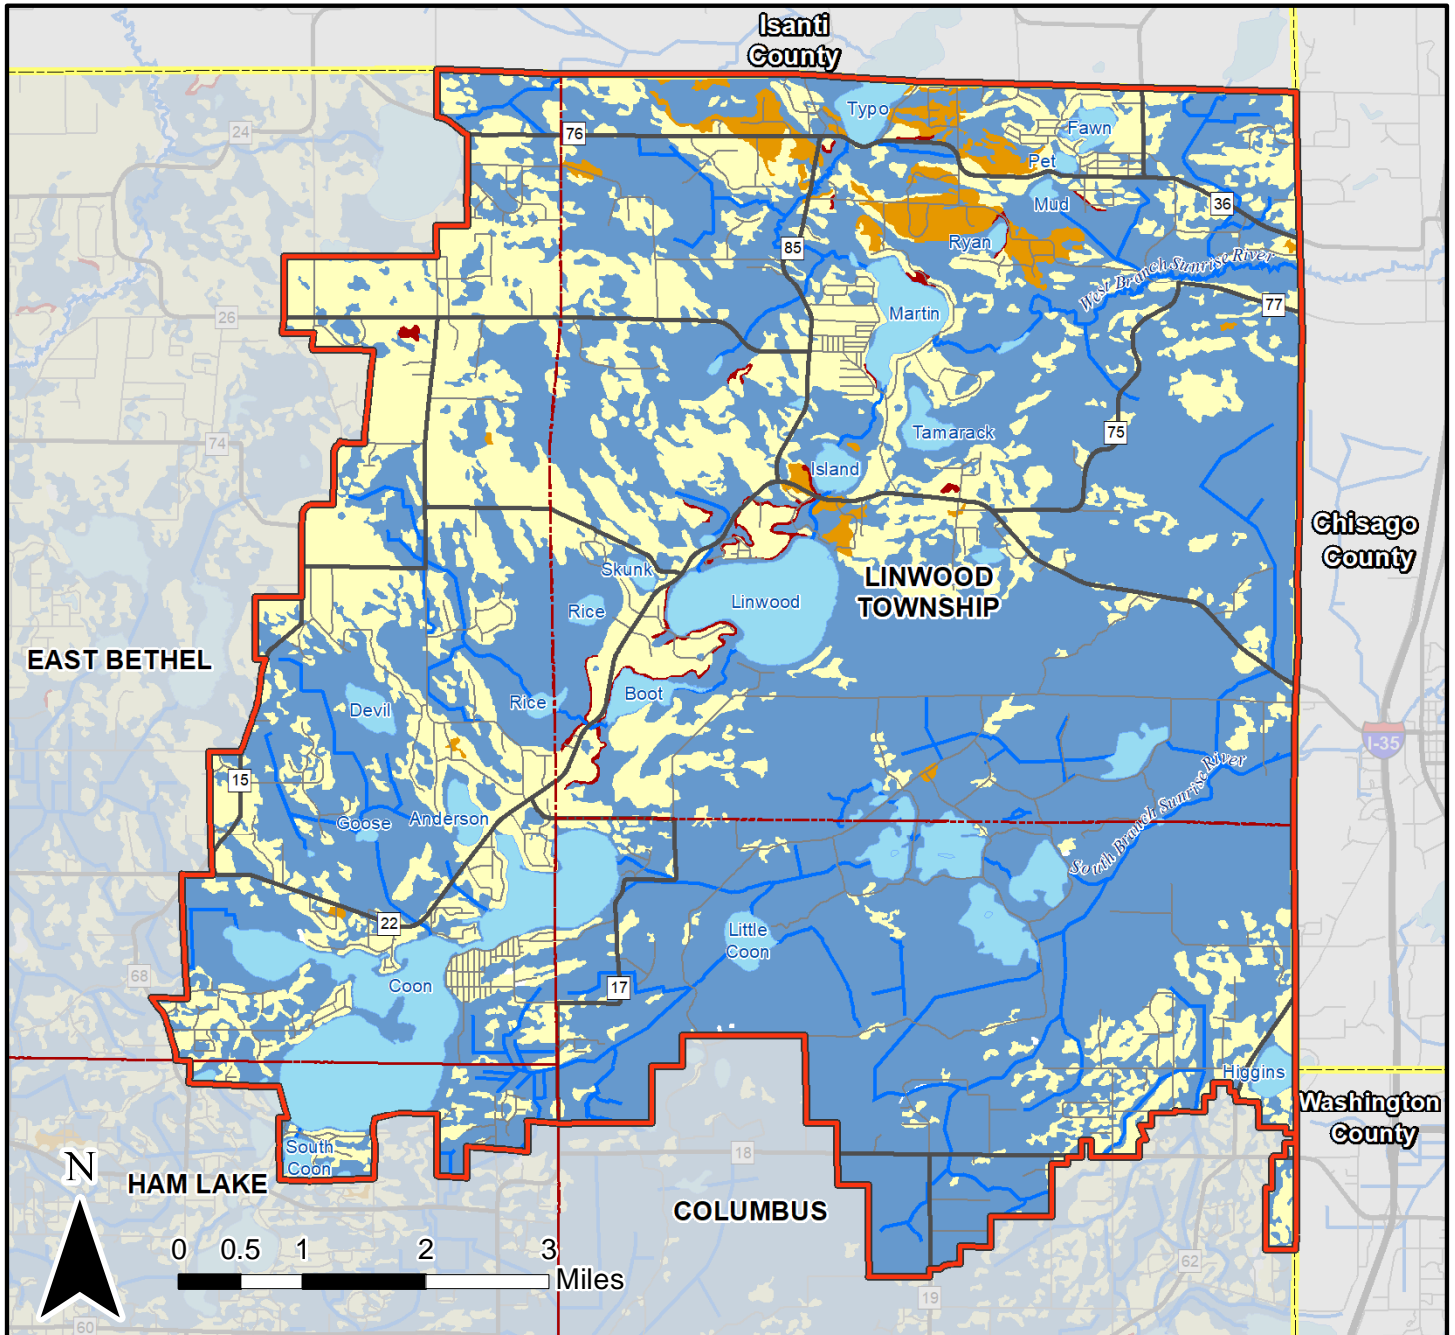 Isanti
County
Typo
24
76
Fawn
Pet
Mud
36
Ryan
85
West Branch Sunrise River
77
Martin
26
75
Tamarack
74
Island
Chisago
County
Skunk
LINWOOD
TOWNSHIP
Linwood
Rice
EAST BETHEL
Boot
Rice
Devil
I-35
15
South Branch Sunrise River
Goose
Anderson
22
Little
Coon
68
Coon
17
Higgins
Washington
County
South
Coon
18
N
HAM LAKE
COLUMBUS
0 0.5 1 2 3
Miles
62
19
60